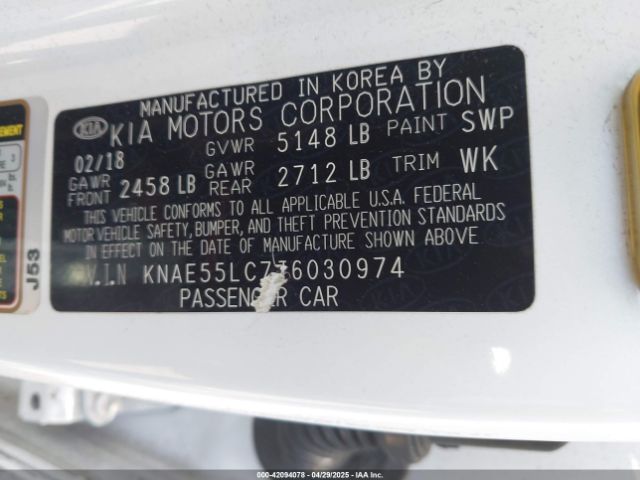 MANUFACTURED IN KOREA BY
KIA KIA MOTORS CORPORATION
02/18 GVWR 5148 LB PAINT SWP
GAWR FRONT 2458 LB GAWR REAR 2712 LB TRIM WK
THIS VEHICLE CONFORMS TO ALL APPLICABLE U.S.A. FEDERAL
MOTOR VEHICLE SAFETY, BUMPER, AND THEFT PREVENTION STANDARDS
IN EFFECT ON THE DATE OF MANUFACTURE SHOWN ABOVE
V.I.N KNAE55LC7J6030974
PASSENGER CAR
J53
000-42094078 | 04/29/2025 | IAA Inc.